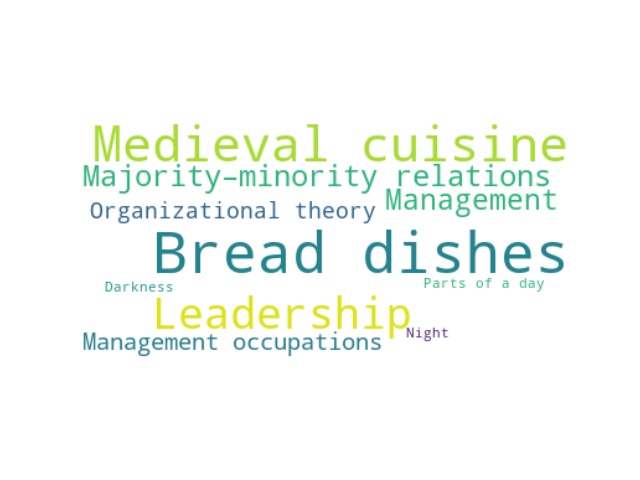 Medieval cuisine
Majority–minority relations
Management
Organizational theory
Bread dishes
Parts of a day
Darkness
Leadership
Night
Management occupations